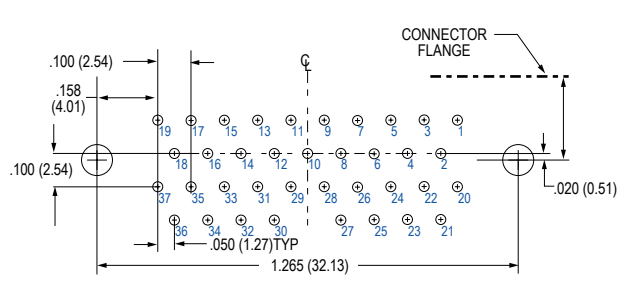 CONNECTOR
FLANGE
.100 (2.54)
℄
.158
(4.01)
19 17 15 13 11 9 7 5 3 1
18 16 14 12 10 8 6 4 2
.100 (2.54)
.020 (0.51)
37 35 33 31 29 28 26 24 22 20
36 34 32 30 27 25 23 21
.050 (1.27)TYP
1.265 (32.13)